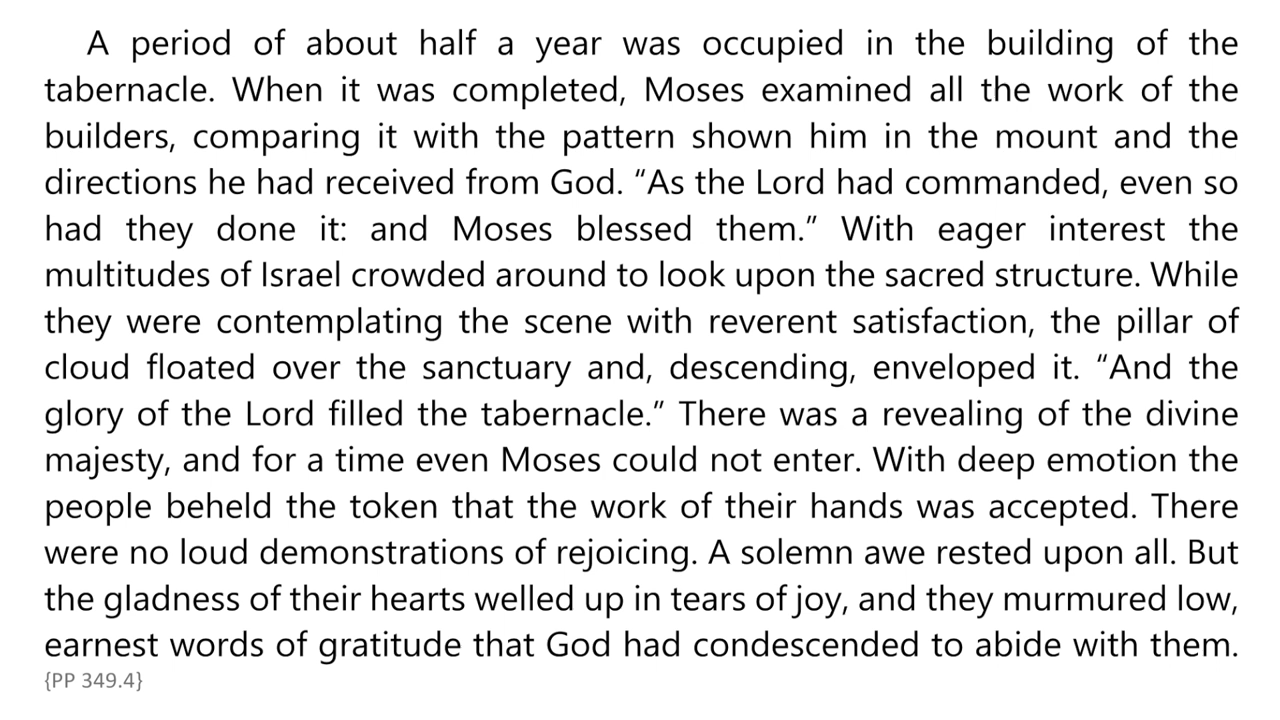 A period of about half a year was occupied in the building of the
tabernacle. When it was completed, Moses examined all the work of the
builders, comparing it with the pattern shown him in the mount and the
directions he had received from God. “As the Lord had commanded, even so
had they done it: and Moses blessed them.” With eager interest the
multitudes of Israel crowded around to look upon the sacred structure. While
they were contemplating the scene with reverent satisfaction, the pillar of
cloud floated over the sanctuary and, descending, enveloped it. “And the
glory of the Lord filled the tabernacle.” There was a revealing of the divine
majesty, and for a time even Moses could not enter. With deep emotion the
people beheld the token that the work of their hands was accepted. There
were no loud demonstrations of rejoicing. A solemn awe rested upon all. But
the gladness of their hearts welled up in tears of joy, and they murmured low,
earnest words of gratitude that God had condescended to abide with them.
{PP 349.4}